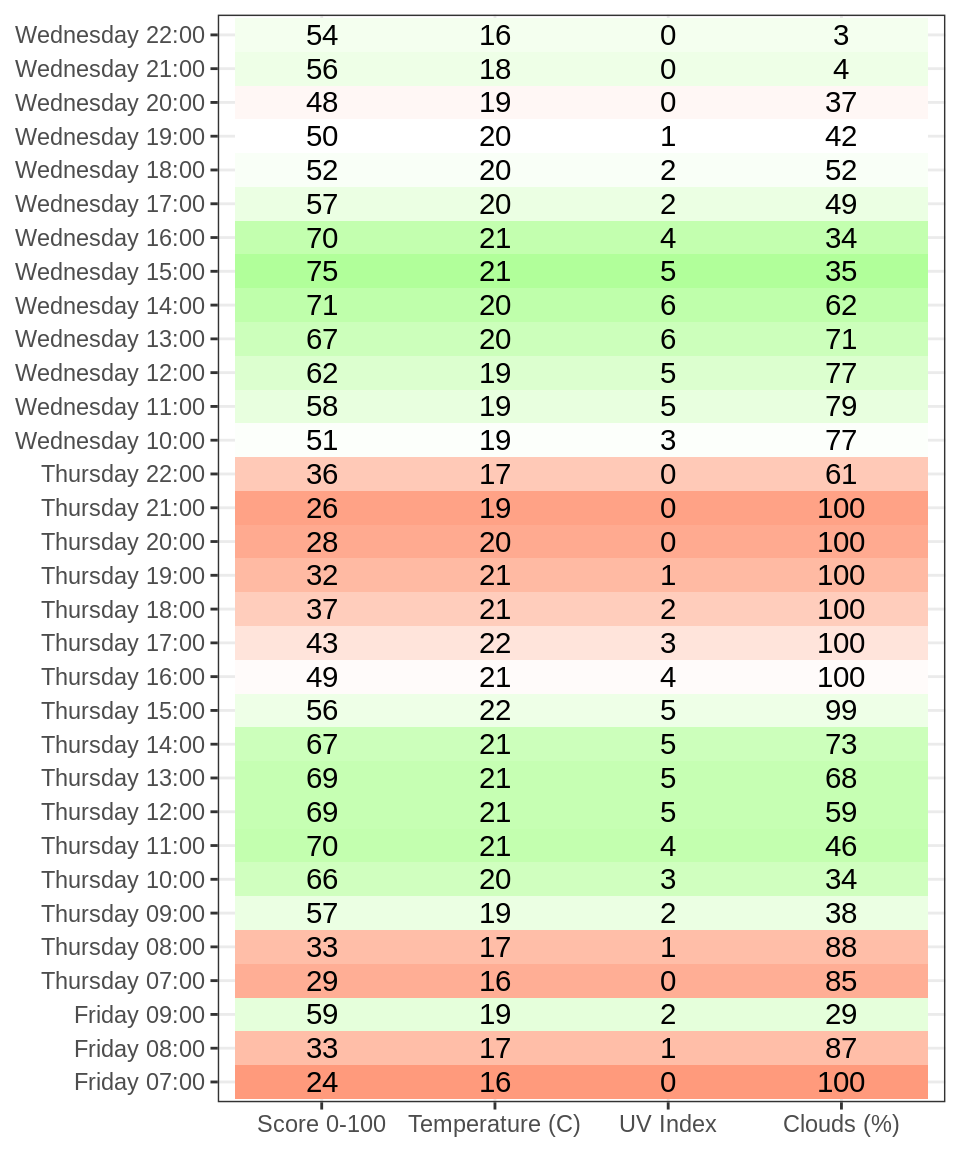 Wednesday 22:00 54 16 0 3
Wednesday 21:00 56 18 0 4
Wednesday 20:00 48 19 0 37
Wednesday 19:00 50 20 1 42
Wednesday 18:00 52 20 2 52
Wednesday 17:00 57 20 2 49
Wednesday 16:00 70 21 4 34
Wednesday 15:00 75 21 5 35
Wednesday 14:00 71 20 6 62
Wednesday 13:00 67 20 6 71
Wednesday 12:00 62 19 5 77
Wednesday 11:00 58 19 5 79
Wednesday 10:00 51 19 3 77
Thursday 22:00 36 17 0 61
Thursday 21:00 26 19 0 100
Thursday 20:00 28 20 0 100
Thursday 19:00 32 21 1 100
Thursday 18:00 37 21 2 100
Thursday 17:00 43 22 3 100
Thursday 16:00 49 21 4 100
Thursday 15:00 56 22 5 99
Thursday 14:00 67 21 5 73
Thursday 13:00 69 21 5 68
Thursday 12:00 69 21 5 59
Thursday 11:00 70 21 4 46
Thursday 10:00 66 20 3 34
Thursday 09:00 57 19 2 38
Thursday 08:00 33 17 1 88
Thursday 07:00 29 16 0 85
Friday 09:00 59 19 2 29
Friday 08:00 33 17 1 87
Friday 07:00 24 16 0 100
Score 0-100 Temperature (C) UV Index Clouds (%)